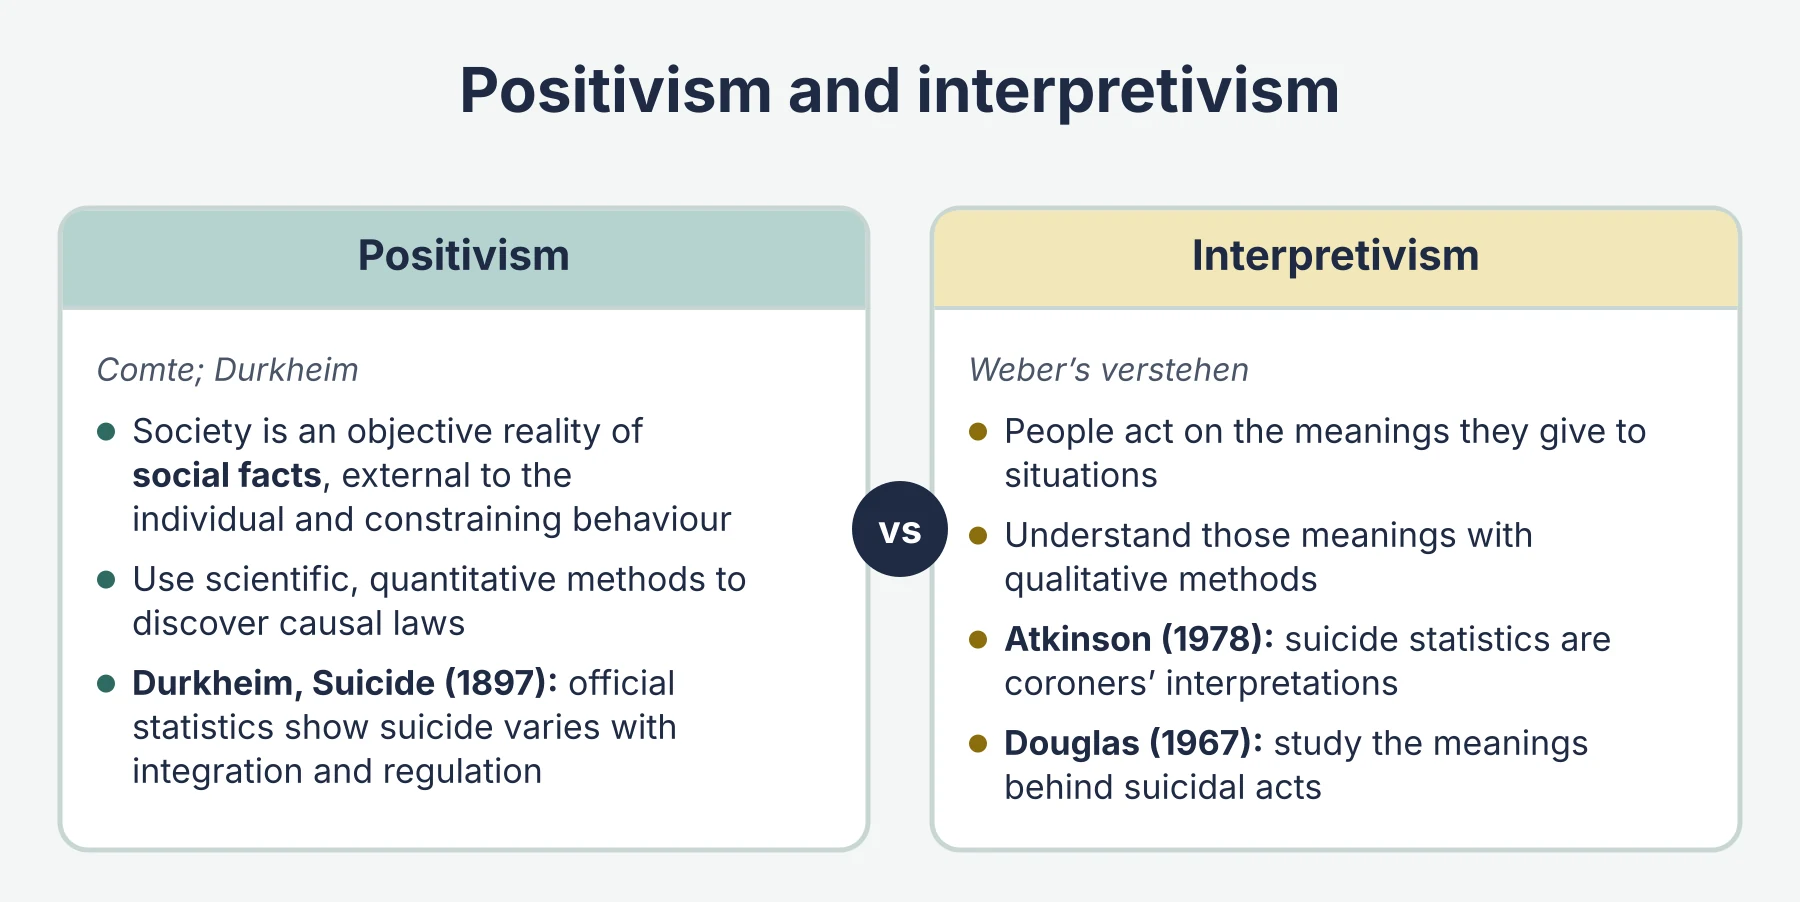 Positivism and interpretivism
Positivism
Comte; Durkheim
Society is an objective reality of
social facts, external to the
individual and constraining behaviour
Use scientific, quantitative methods to
discover causal laws
Durkheim, Suicide (1897): official
statistics show suicide varies with
integration and regulation
vs
Interpretivism
Weber’s verstehen
People act on the meanings they give to
situations
Understand those meanings with
qualitative methods
Atkinson (1978): suicide statistics are
coroners’ interpretations
Douglas (1967): study the meanings
behind suicidal acts